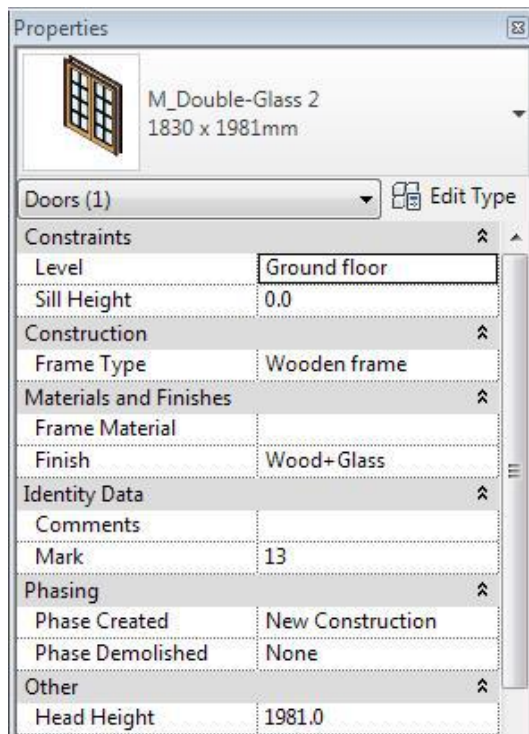 Properties
M_Double-Glass 2
1830 x 1981mm
Doors (1) Edit Type
Constraints
Level Ground floor
Sill Height 0.0
Construction
Frame Type Wooden frame
Materials and Finishes
Frame Material
Finish Wood+Glass
Identity Data
Comments
Mark 13
Phasing
Phase Created New Construction
Phase Demolished None
Other
Head Height 1981.0